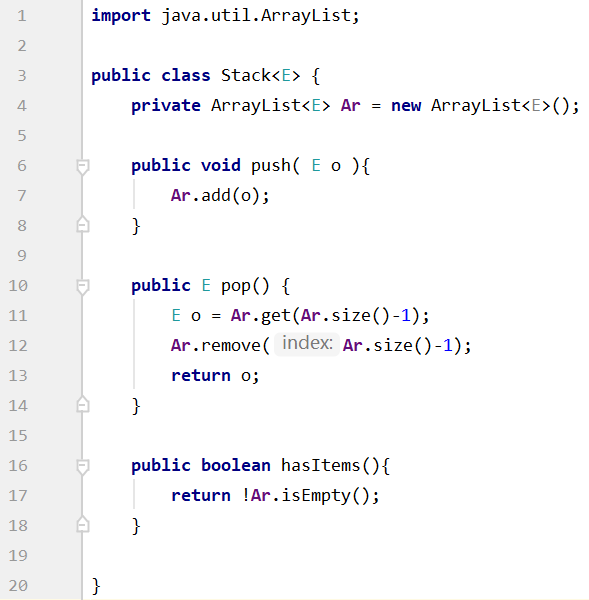 1 import java.util.ArrayList;
2
3 public class Stack<E> {
4 private ArrayList<E> Ar = new ArrayList<E>();
5
6 public void push( E o ){
7 Ar.add(o);
8 }
9
10 public E pop() {
11 E o = Ar.get(Ar.size()-1);
12 Ar.remove( index: Ar.size()-1);
13 return o;
14 }
15
16 public boolean hasItems(){
17 return !Ar.isEmpty();
18 }
19
20 }